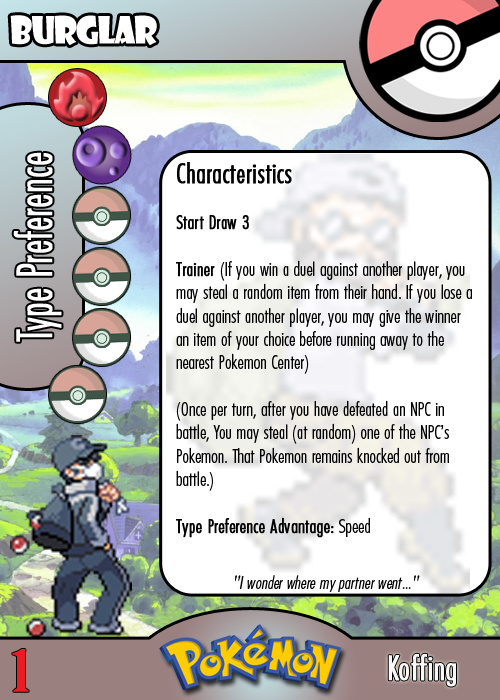 BURGLAR
Type Preference
Characteristics
Start Draw 3
Trainer (If you win a duel against another player, you
may steal a random item from their hand. If you lose a
duel against another player, you may give the winner
an item of your choice before running away to the
nearest Pokemon Center)
(Once per turn, after you have defeated an NPC in
battle, You may steal (at random) one of the NPC's
Pokemon. That Pokemon remains knocked out from
battle.)
Type Preference Advantage: Speed
"I wonder where my partner went..."
1
POKéMON
Koffing